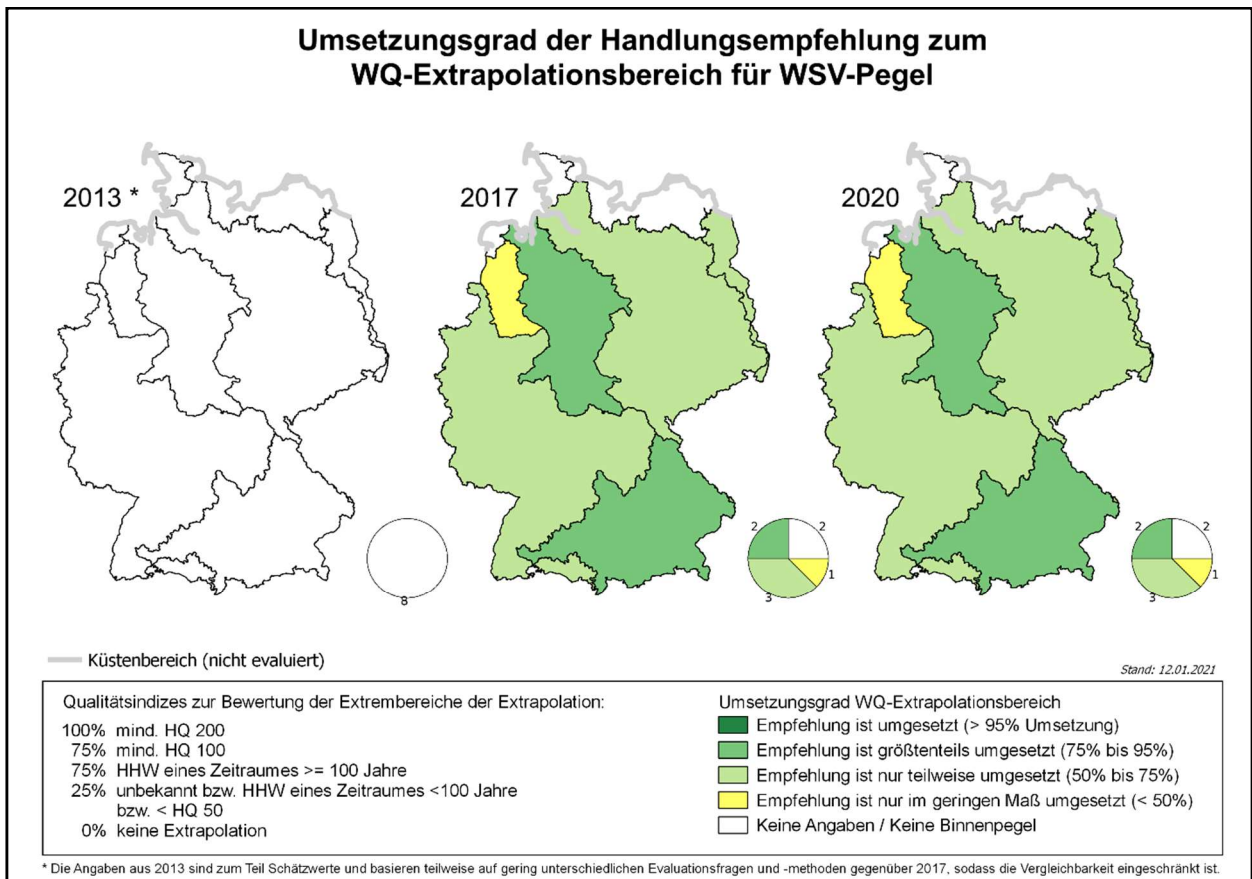 Umsetzungsgrad der Handlungsempfehlung zum
WQ-Extrapolationsbereich für WSV-Pegel
2013 *
2017
2020
8
2
2
1
3
2
2
1
3
Küstenbereich (nicht evaluiert)
Stand: 12.01.2021
Qualitätsindizes zur Bewertung der Extrembereiche der Extrapolation:
100% mind. HQ 200
75% mind. HQ 100
75% HHW eines Zeitraumes >= 100 Jahre
25% unbekannt bzw. HHW eines Zeitraumes <100 Jahre
bzw. < HQ 50
0% keine Extrapolation
Umsetzungsgrad WQ-Extrapolationsbereich
Empfehlung ist umgesetzt (> 95% Umsetzung)
Empfehlung ist größtenteils umgesetzt (75% bis 95%)
Empfehlung ist nur teilweise umgesetzt (50% bis 75%)
Empfehlung ist nur im geringen Maß umgesetzt (< 50%)
Keine Angaben / Keine Binnenpegel
* Die Angaben aus 2013 sind zum Teil Schätzwerte und basieren teilweise auf gering unterschiedlichen Evaluationsfragen und -methoden gegenüber 2017, sodass die Vergleichbarkeit eingeschränkt ist.